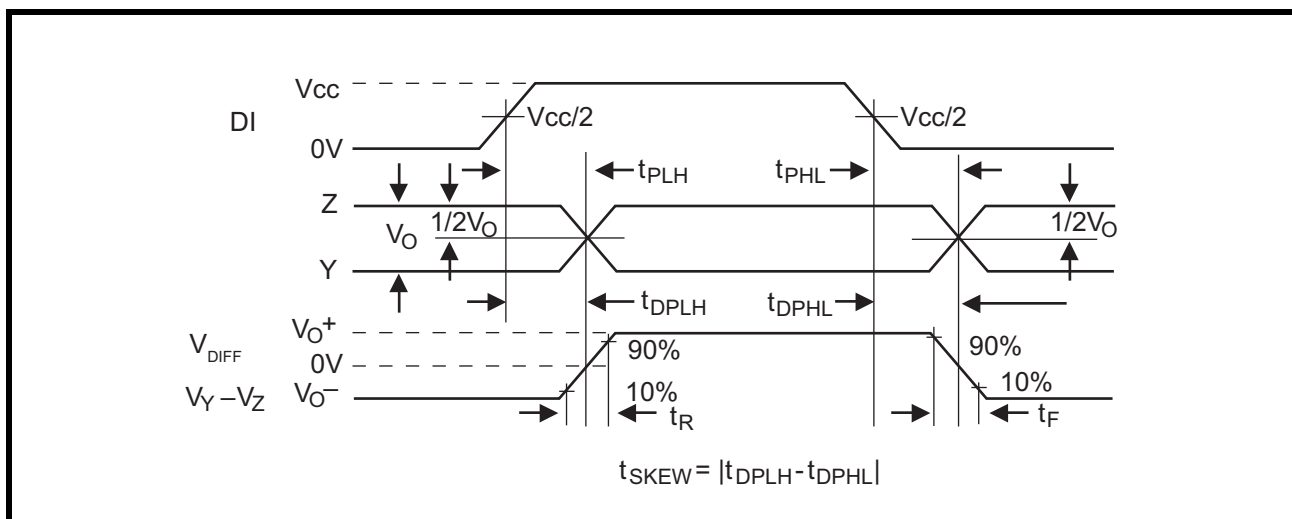 Vcc
DI
Vcc/2
Vcc/2
0V
tPLH
tPHL
Z
VO
1/2VO
1/2VO
Y
tDPLH
tDPHL
VO+
VDIFF
90%
90%
0V
VY –VZ
VO–
10%
10%
tR
tF
tSKEW = |tDPLH - tDPHL|